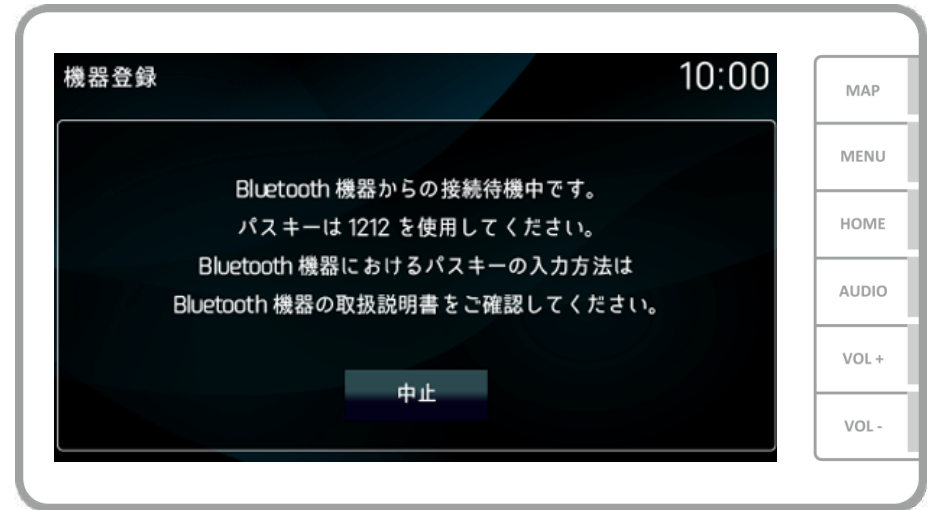 機器登録
10:00
Bluetooth 機器からの接続待機中です。
パスキーは 1212 を使用してください。
Bluetooth 機器におけるパスキーの入力方法は
Bluetooth 機器の取扱説明書をご確認してください。
中止
MAP
MENU
HOME
AUDIO
VOL +
VOL -